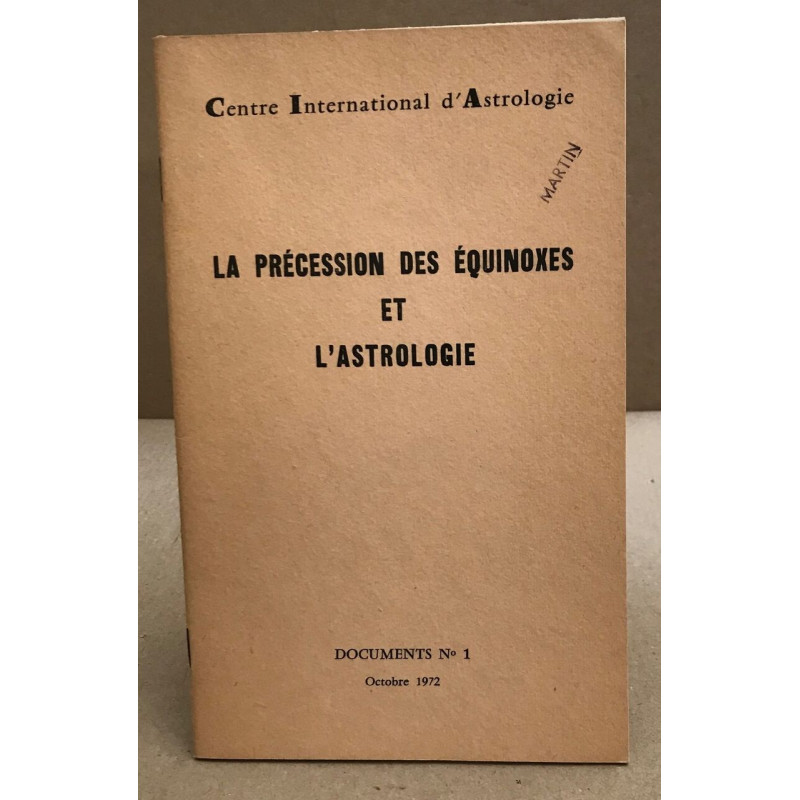 Centre International d'Astrologie
MARTIN
LA PRÉCESSION DES ÉQUINOXES
ET
L'ASTROLOGIE
DOCUMENTS Nº 1
Octobre 1972